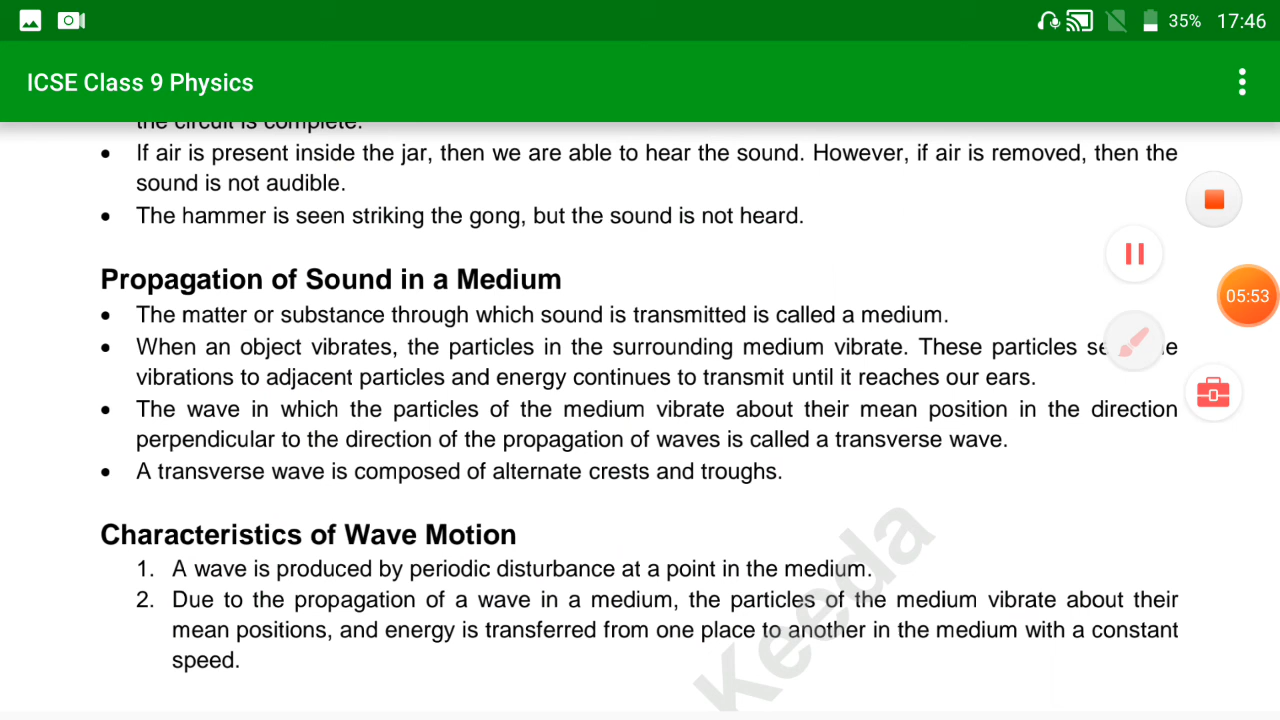 35% 17:46
ICSE Class 9 Physics
the circuit is complete.
• If air is present inside the jar, then we are able to hear the sound. However, if air is removed, then the
sound is not audible.
• The hammer is seen striking the gong, but the sound is not heard.
Propagation of Sound in a Medium
• The matter or substance through which sound is transmitted is called a medium.
• When an object vibrates, the particles in the surrounding medium vibrate. These particles
vibrations to adjacent particles and energy continues to transmit until it reaches our ears.
• The wave in which the particles of the medium vibrate about their mean position in the direction
perpendicular to the direction of the propagation of waves is called a transverse wave.
• A transverse wave is composed of alternate crests and troughs.
Characteristics of Wave Motion
1. A wave is produced by periodic disturbance at a point in the medium.
2. Due to the propagation of a wave in a medium, the particles of the medium vibrate about their
mean positions, and energy is transferred from one place to another in the medium with a constant
speed.
Keeda
05:53